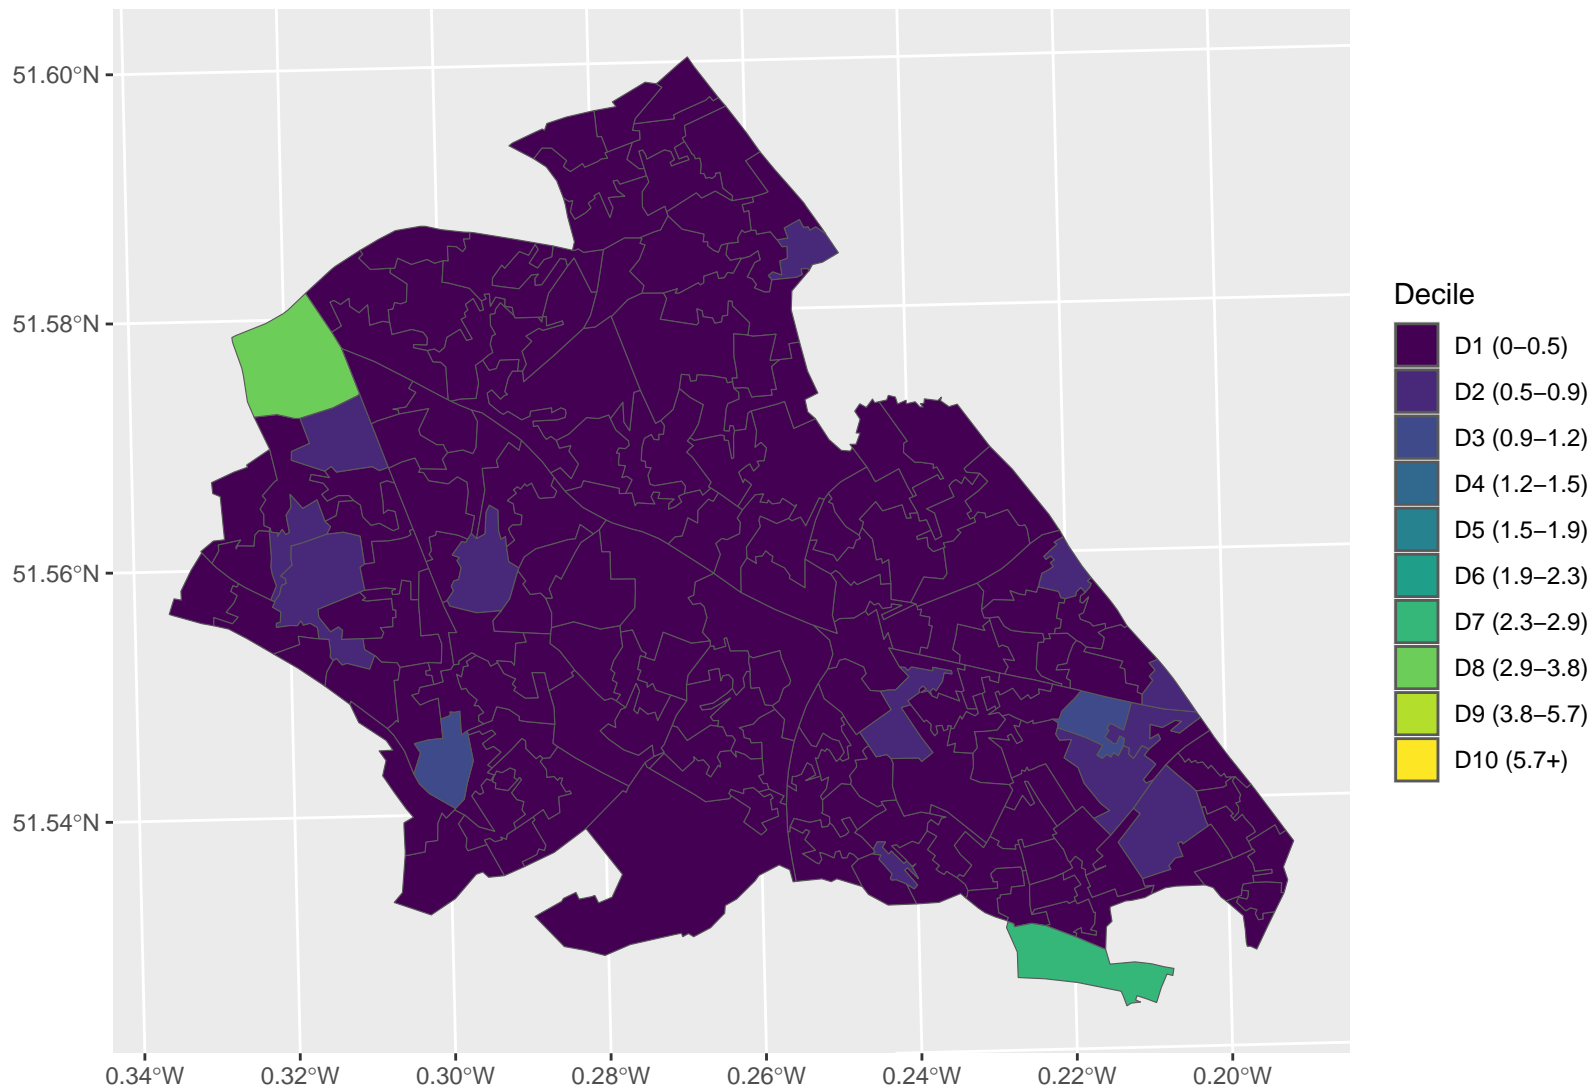 51.60°N
51.58°N
51.56°N
51.54°N
0.34°W
0.32°W
0.30°W
0.28°W
0.26°W
0.24°W
0.22°W
0.20°W
Decile
D1 (0−0.5)
D2 (0.5−0.9)
D3 (0.9−1.2)
D4 (1.2−1.5)
D5 (1.5−1.9)
D6 (1.9−2.3)
D7 (2.3−2.9)
D8 (2.9−3.8)
D9 (3.8−5.7)
D10 (5.7+)